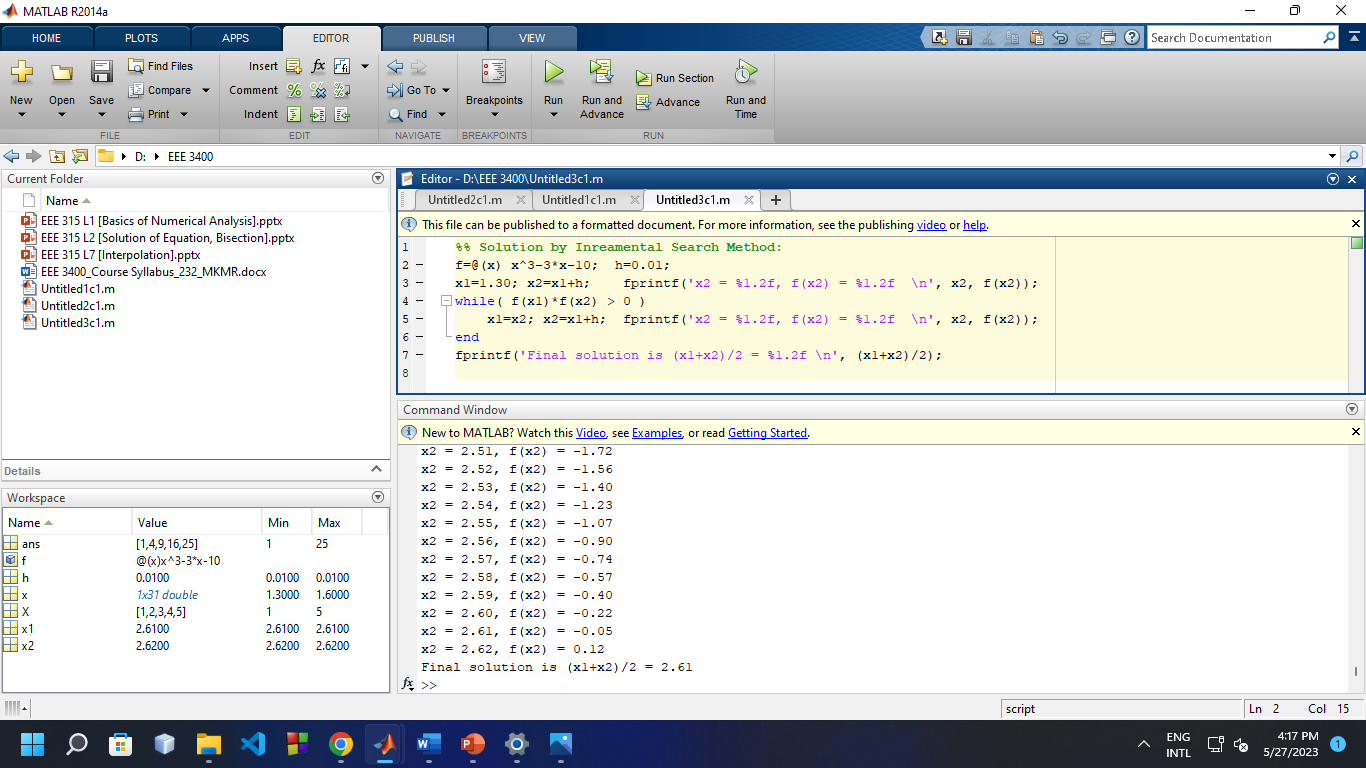 MATLAB R2014a
HOME PLOTS APPS EDITOR PUBLISH VIEW
Search Documentation
New Open Save Find Files Compare Print
Insert fx Comment Indent
Go To Find
Breakpoints
Run Run and Advance Run Section Advance Run and Time
FILE EDIT NAVIGATE BREAKPOINTS RUN
D: EEE 3400
Current Folder
Name
EEE 315 L1 [Basics of Numerical Analysis].pptx
EEE 315 L2 [Solution of Equation, Bisection].pptx
EEE 315 L7 [Interpolation].pptx
EEE 3400_Course Syllabus_232_MKMR.docx
Untitled1c1.m
Untitled2c1.m
Untitled3c1.m
Details
Workspace
Name Value Min Max
ans [1,4,9,16,25] 1 25
f @(x)x^3-3*x-10
h 0.0100 0.0100 0.0100
x 1x31 double 1.3000 1.6000
X [1,2,3,4,5] 1 5
x1 2.6100 2.6100 2.6100
x2 2.6200 2.6200 2.6200
Editor - D:\EEE 3400\Untitled3c1.m
Untitled2c1.m Untitled1c1.m Untitled3c1.m
This file can be published to a formatted document. For more information, see the publishing video or help.
1 %% Solution by Inreamental Search Method:
2 f=@(x) x^3-3*x-10; h=0.01;
3 x1=1.30; x2=x1+h; fprintf('x2 = %1.2f, f(x2) = %1.2f \n', x2, f(x2));
4 while( f(x1)*f(x2) > 0 )
5 x1=x2; x2=x1+h; fprintf('x2 = %1.2f, f(x2) = %1.2f \n', x2, f(x2));
6 end
7 fprintf('Final solution is (x1+x2)/2 = %1.2f \n', (x1+x2)/2);
8
Command Window
New to MATLAB? Watch this Video, see Examples, or read Getting Started.
x2 = 2.51, f(x2) = -1.72
x2 = 2.52, f(x2) = -1.56
x2 = 2.53, f(x2) = -1.40
x2 = 2.54, f(x2) = -1.23
x2 = 2.55, f(x2) = -1.07
x2 = 2.56, f(x2) = -0.90
x2 = 2.57, f(x2) = -0.74
x2 = 2.58, f(x2) = -0.57
x2 = 2.59, f(x2) = -0.40
x2 = 2.60, f(x2) = -0.22
x2 = 2.61, f(x2) = -0.05
x2 = 2.62, f(x2) = 0.12
Final solution is (x1+x2)/2 = 2.61
fx >>
script Ln 2 Col 15
ENG INTL
4:17 PM
5/27/2023
1